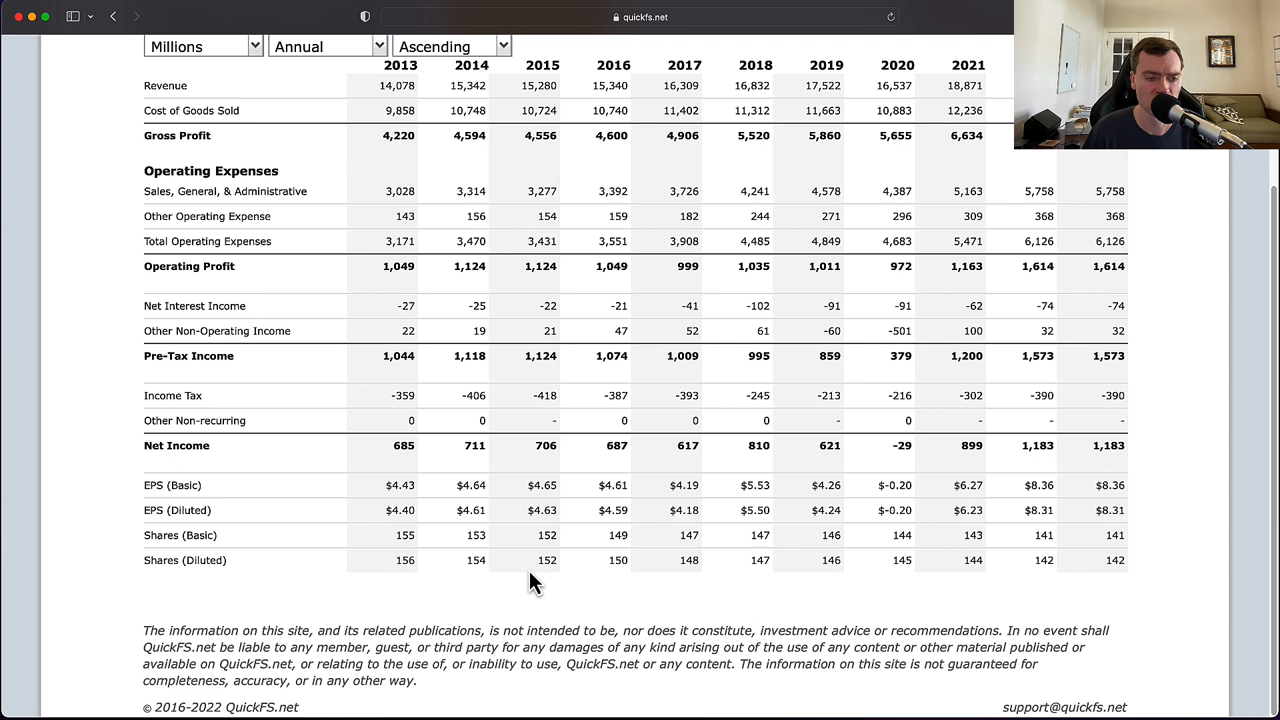 quickfs.net
Millions Annual Ascending
2013 2014 2015 2016 2017 2018 2019 2020 2021
Revenue 14,078 15,342 15,280 15,340 16,309 16,832 17,522 16,537 18,871
Cost of Goods Sold 9,858 10,748 10,724 10,740 11,402 11,312 11,663 10,883 12,236
Gross Profit 4,220 4,594 4,556 4,600 4,906 5,520 5,860 5,655 6,634
Operating Expenses
Sales, General, & Administrative 3,028 3,314 3,277 3,392 3,726 4,241 4,578 4,387 5,163 5,758 5,758
Other Operating Expense 143 156 154 159 182 244 271 296 309 368 368
Total Operating Expenses 3,171 3,470 3,431 3,551 3,908 4,485 4,849 4,683 5,471 6,126 6,126
Operating Profit 1,049 1,124 1,124 1,049 999 1,035 1,011 972 1,163 1,614 1,614
Net Interest Income -27 -25 -22 -21 -41 -102 -91 -91 -62 -74 -74
Other Non-Operating Income 22 19 21 47 52 61 -60 -501 100 32 32
Pre-Tax Income 1,044 1,118 1,124 1,074 1,009 995 859 379 1,200 1,573 1,573
Income Tax -359 -406 -418 -387 -393 -245 -213 -216 -302 -390 -390
Other Non-recurring 0 0 - 0 0 0 - 0 - - -
Net Income 685 711 706 687 617 810 621 -29 899 1,183 1,183
EPS (Basic) $4.43 $4.64 $4.65 $4.61 $4.19 $5.53 $4.26 $-0.20 $6.27 $8.36 $8.36
EPS (Diluted) $4.40 $4.61 $4.63 $4.59 $4.18 $5.50 $4.24 $-0.20 $6.23 $8.31 $8.31
Shares (Basic) 155 153 152 149 147 147 146 144 143 141 141
Shares (Diluted) 156 154 152 150 148 147 146 145 144 142 142
The information on this site, and its related publications, is not intended to be, nor does it constitute, investment advice or recommendations. In no event shall
QuickFS.net be liable to any member, guest, or third party for any damages of any kind arising out of the use of any content or other material published or
available on QuickFS.net, or relating to the use of, or inability to use, QuickFS.net or any content. The information on this site is not guaranteed for
completeness, accuracy, or in any other way.
© 2016-2022 QuickFS.net support@quickfs.net